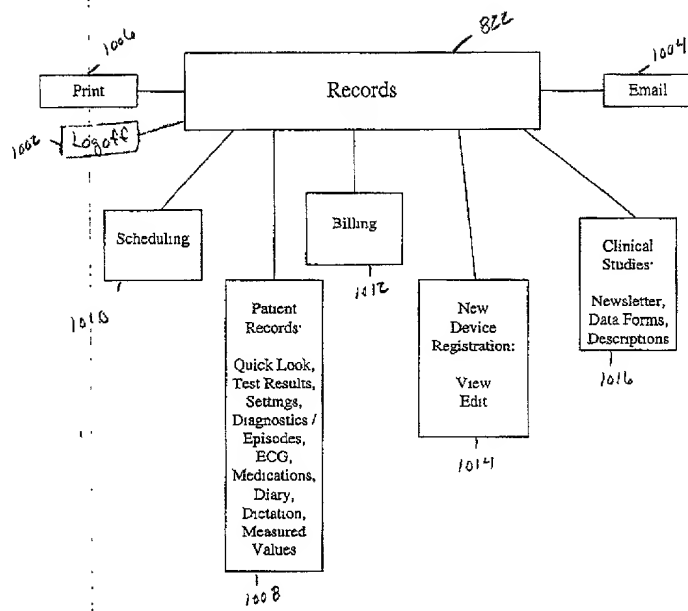 1006
822
1004
Print
Records
Email
1002
Logoff
Scheduling
Billing
Clinical
Studies:
Newsletter,
Data Forms,
Descriptions
1010
1012
Patient
Records:
Quick Look,
Test Results,
Settings,
Diagnostics /
Episodes,
ECG,
Medications,
Diary,
Dictation,
Measured
Values
New
Device
Registration:
View
Edit
1016
1014
1008